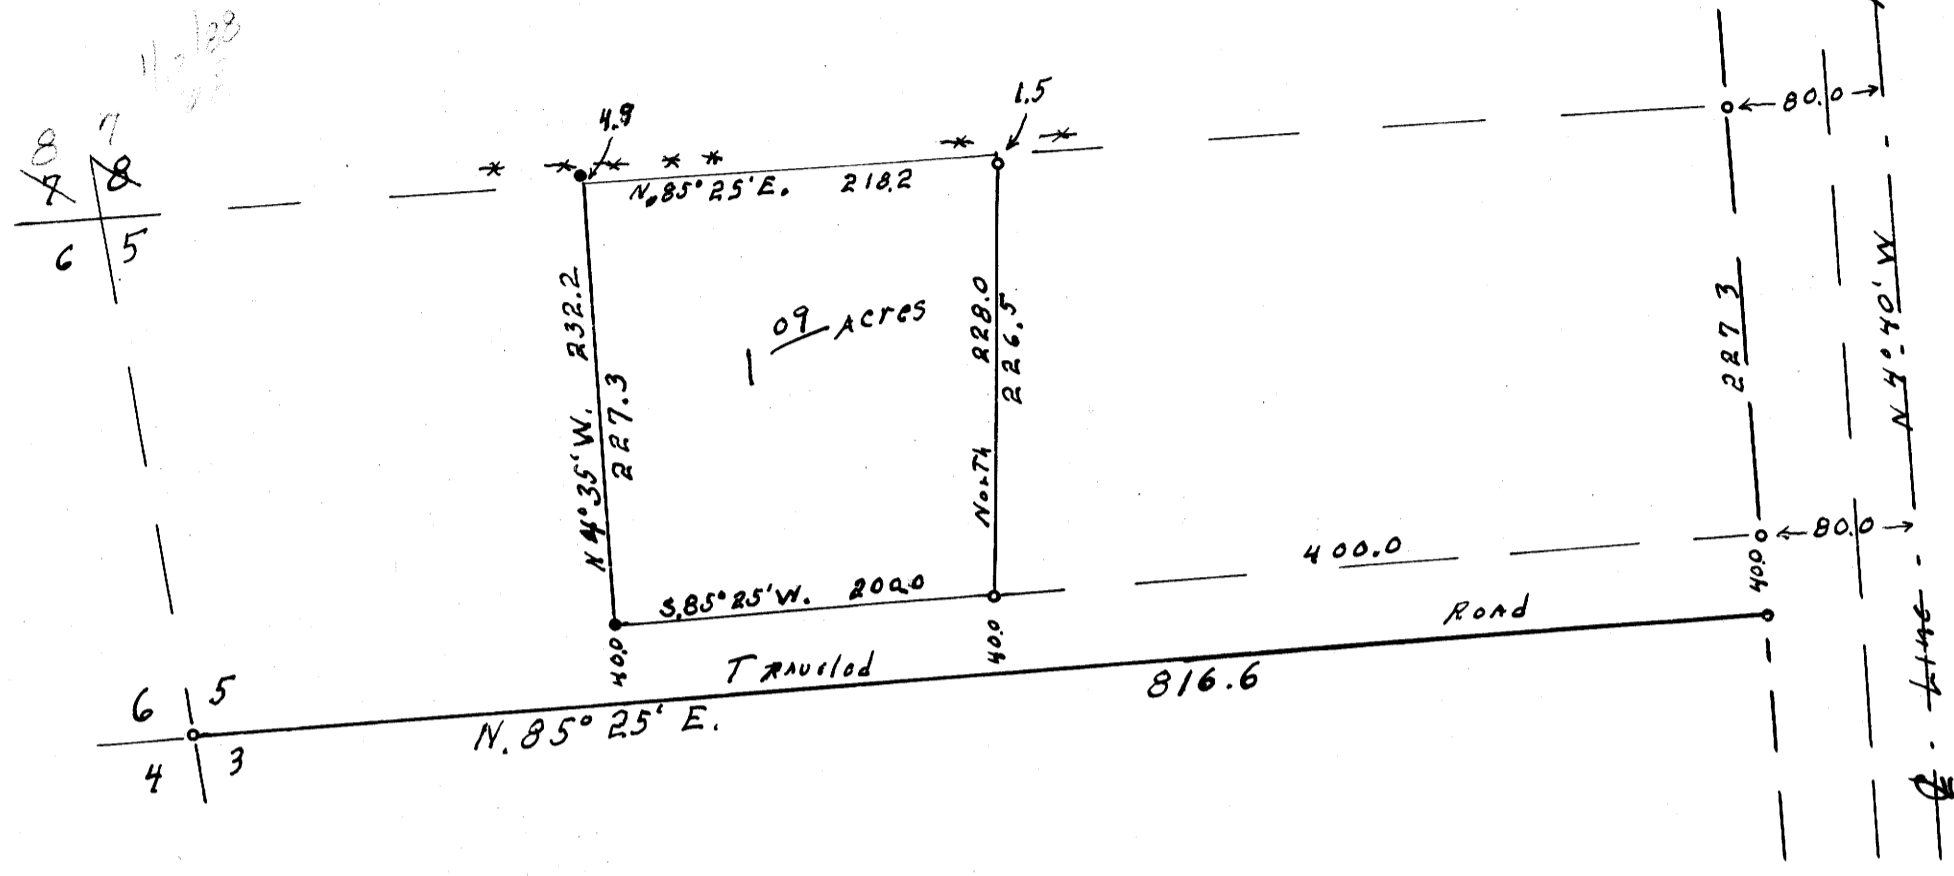 8 7
7 8
6 5
4.9
1.5
←80.0→
N.85°25'E. 218.2
N 4°35'W. 232.2
227.3
1 09 Acres
North 228.0
226.5
227 3
N 4°40'W
S.85°25'W. 200.0
400.0
←80.0→
40.0
40.0
40.0
Traveled
Road
816.6
N. 85° 25' E.
6 5
4 3